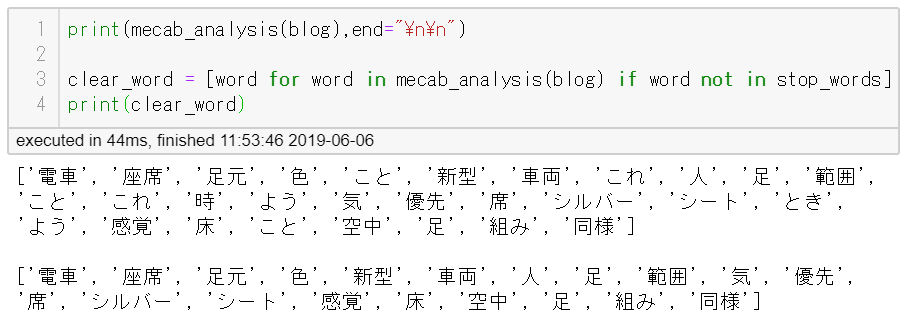 1 print(mecab_analysis(blog),end="¥n¥n")
2
3 clear_word = [word for word in mecab_analysis(blog) if word not in stop_words]
4 print(clear_word)
executed in 44ms, finished 11:53:46 2019-06-06
['電車', '座席', '足元', '色', 'こと', '新型', '車両', 'これ', '人', '足', '範囲',
'こと', 'これ', '時', 'よう', '気', '優先', '席', 'シルバー', 'シート', 'とき',
'よう', '感覚', '床', 'こと', '空中', '足', '組み', '同様']
['電車', '座席', '足元', '色', '新型', '車両', '人', '足', '範囲', '気', '優先',
'席', 'シルバー', 'シート', '感覚', '床', '空中', '足', '組み', '同様']